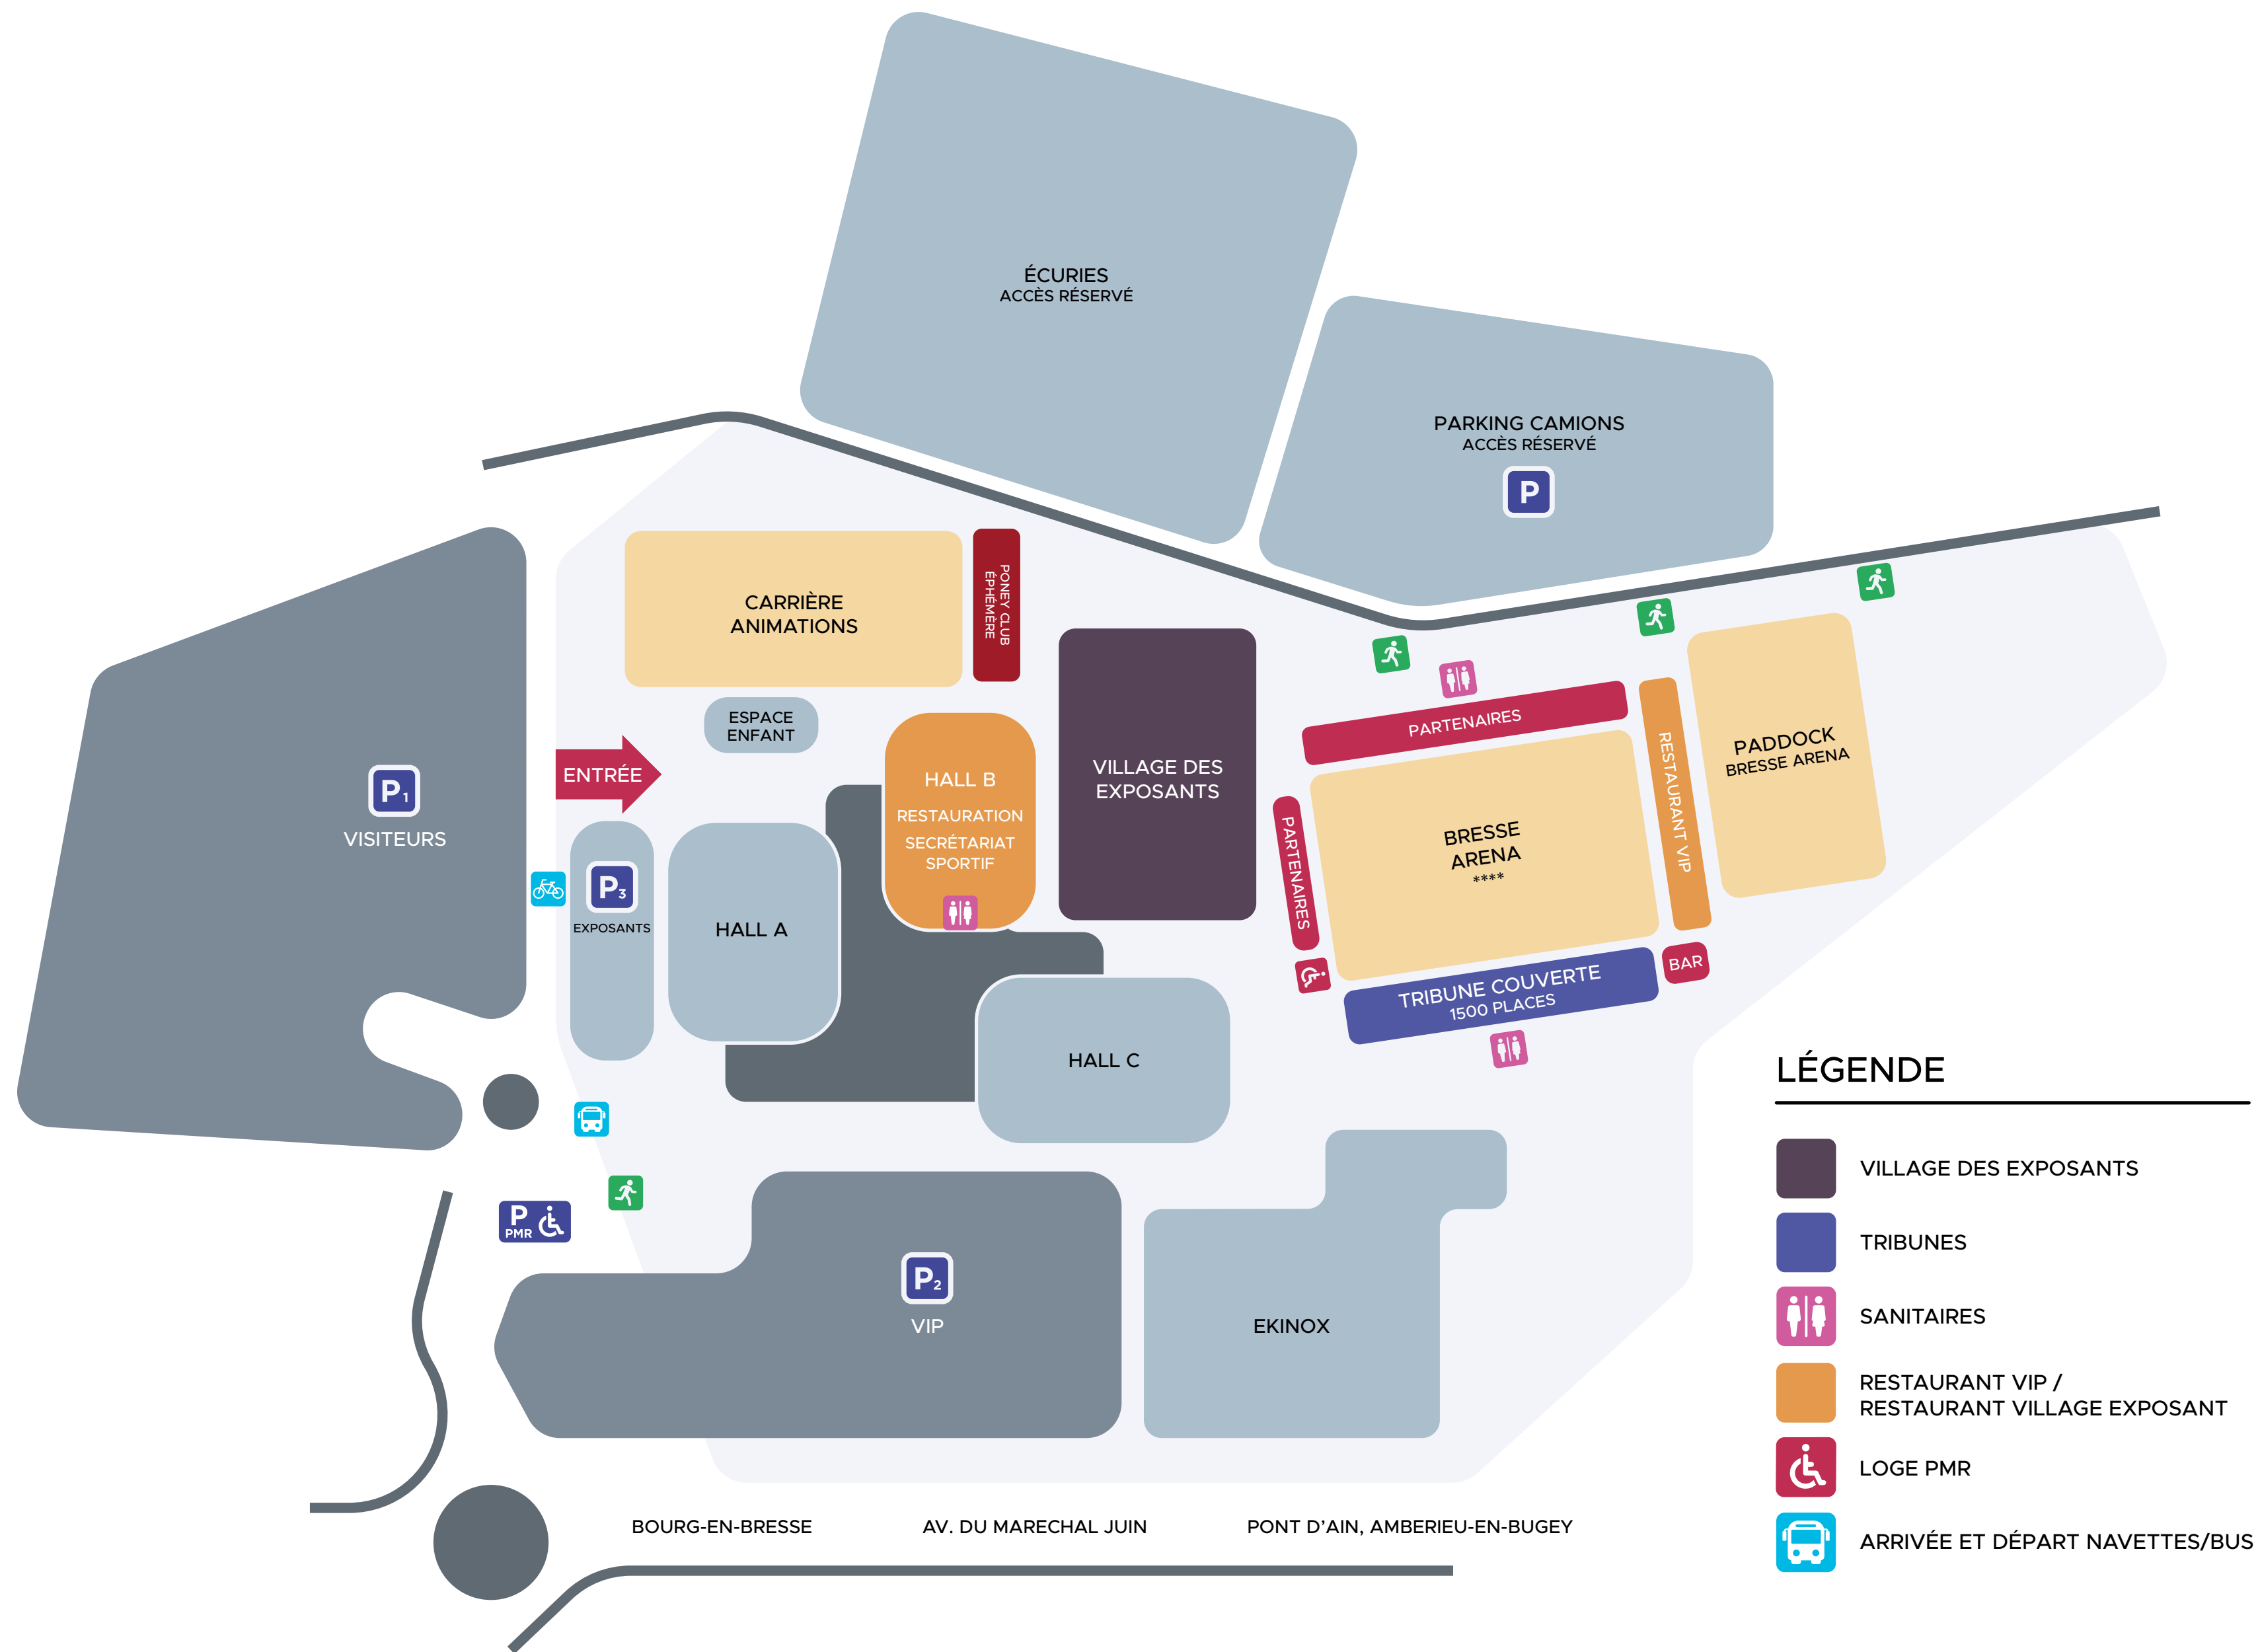 ÉCURIES
ACCÈS RÉSERVÉ
PARKING CAMIONS
ACCÈS RÉSERVÉ
P
CARRIÈRE
ANIMATIONS
PONEY CLUB
ÉPHÉMÈRE
ESPACE
ENFANT
ENTRÉE
P1
VISITEURS
HALL B
RESTAURATION
SECRÉTARIAT
SPORTIF
VILLAGE DES
EXPOSANTS
PARTENAIRES
PARTENAIRES
BRESSE
ARENA
****
RESTAURANT VIP
PADDOCK
BRESSE ARENA
P3
EXPOSANTS
HALL A
BAR
TRIBUNE COUVERTE
1500 PLACES
HALL C
P
PMR
P2
VIP
EKINOX
BOURG-EN-BRESSE
AV. DU MARECHAL JUIN
PONT D’AIN, AMBERIEU-EN-BUGEY
LÉGENDE
VILLAGE DES EXPOSANTS
TRIBUNES
SANITAIRES
RESTAURANT VIP /
RESTAURANT VILLAGE EXPOSANT
LOGE PMR
ARRIVÉE ET DÉPART NAVETTES/BUS